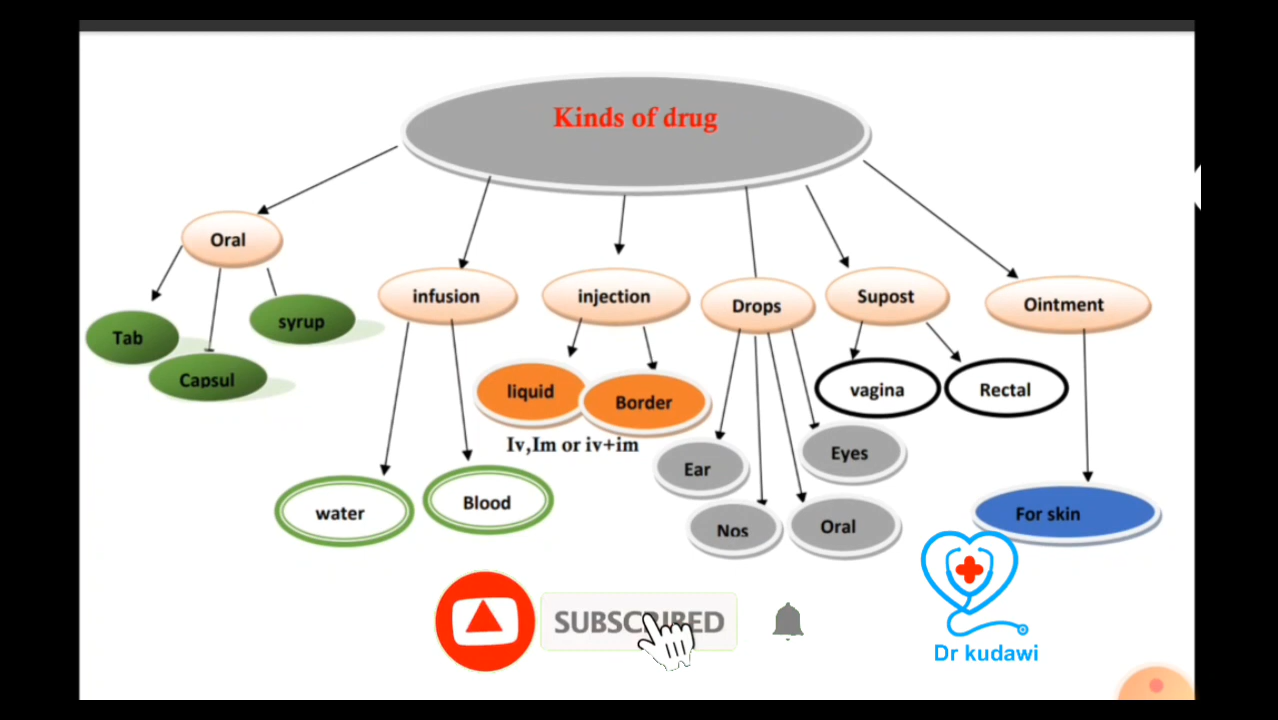 Kinds of drug
Oral
infusion
injection
Drops
Supost
Ointment
Tab
Capsul
syrup
water
Blood
liquid
Border
Iv,Im or iv+im
Ear
Nos
Oral
Eyes
vagina
Rectal
For skin
SUBSCRIBED
Dr kudawi